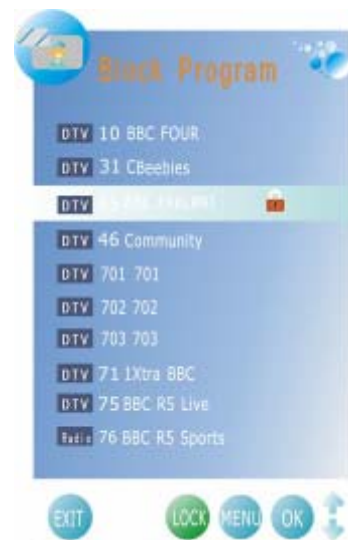 Block Program
DTV 10 BBC FOUR
DTV 31 CBeebies
DTV
DTV 46 Community
DTV 701 701
DTV 702 702
DTV 703 703
DTV 71 1Xtra BBC
DTV 75 BBC R5 Live
Radio 76 BBC R5 Sports
EXIT LOCK MENU OK